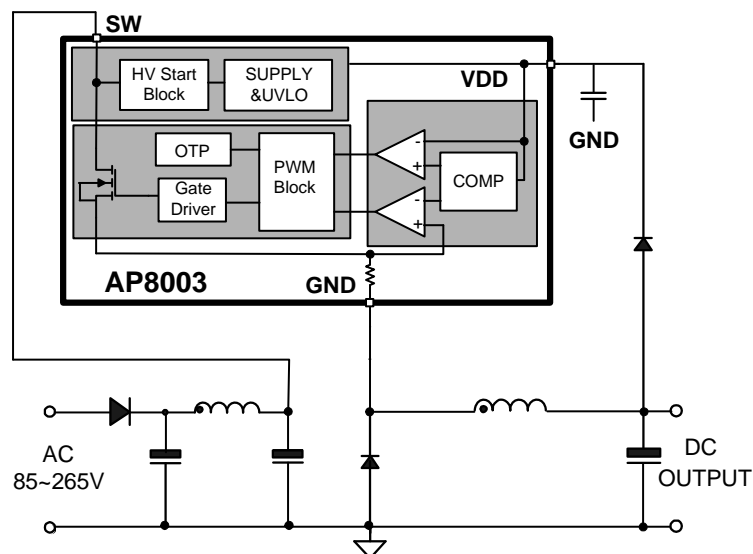 SW
HV Start
Block
SUPPLY
&UVLO
VDD
GND
OTP
PWM
Block
Gate
Driver
-
+
COMP
-
+
AP8003
GND
AC
85~265V
DC
OUTPUT